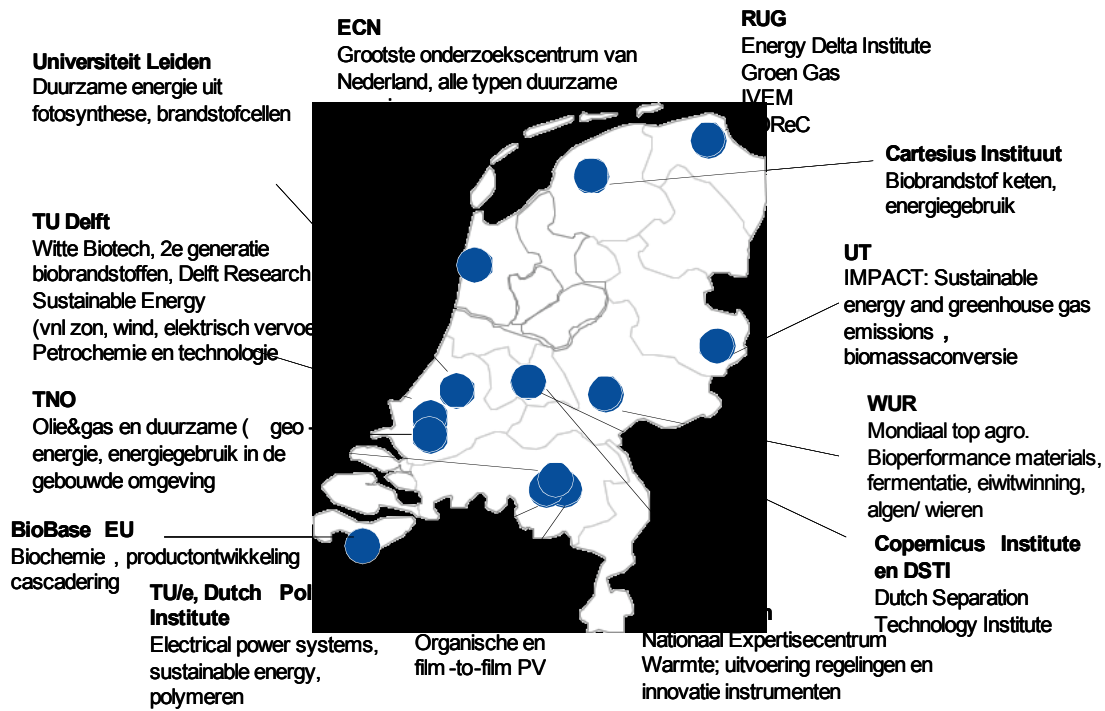 ECN
Grootste onderzoekscentrum van
Nederland, alle typen duurzame
RUG
Energy Delta Institute
Groen Gas
IVEM
Universiteit Leiden
Duurzame energie uit
fotosynthese, brandstofcellen
Cartesius Instituut
Biobrandstof keten,
energiegebruik
TU Delft
Witte Biotech, 2e generatie
biobrandstoffen, Delft Research
Sustainable Energy
(vnl zon, wind, elektrisch
Petrochemie en technologie
UT
IMPACT: Sustainable
energy and greenhouse gas
emissions ,
biomassaconversie
TNO
Olie&gas en duurzame ( geo -
energie, energiegebruik in de
gebouwde omgeving
WUR
Mondiaal top agro.
Bioperformance materials,
fermentatie, eiwitwinning,
algen/ wieren
BioBase EU
Biochemie , productontwikkeling
cascadering
Copernicus Institute
en DSTI
Dutch Separation
Technology Institute
TU/e, Dutch
Institute
Electrical power systems,
sustainable energy,
polymeren
Organische en
film -to-film PV
Nationaal Expertisecentrum
Warmte; uitvoering regelingen en
innovatie instrumenten